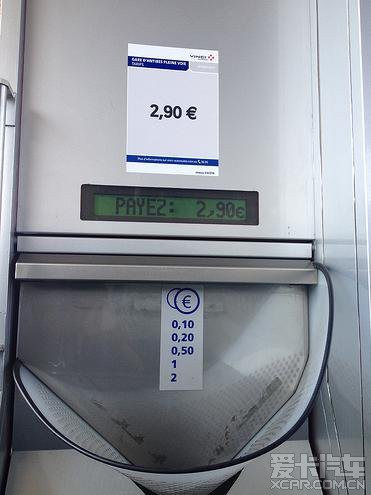 GARE D'ANTIBES PLEINE VOIE
TARIFS
VINCI
2,90 €
PAYEZ: 2,90€
€
0,10
0,20
0,50
1
2
爱卡汽车
XCAR.COM.CN